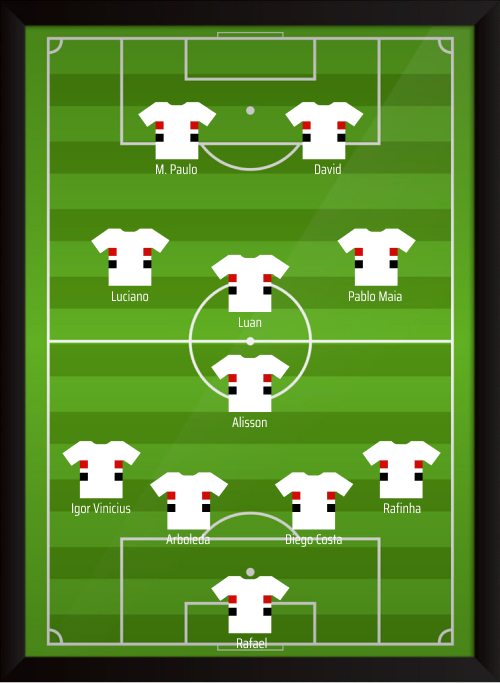 M. Paulo
David
Luciano
Pablo Maia
Luan
Alisson
Igor Vinicius
Rafinha
Arboleda
Diego Costa
Rafael